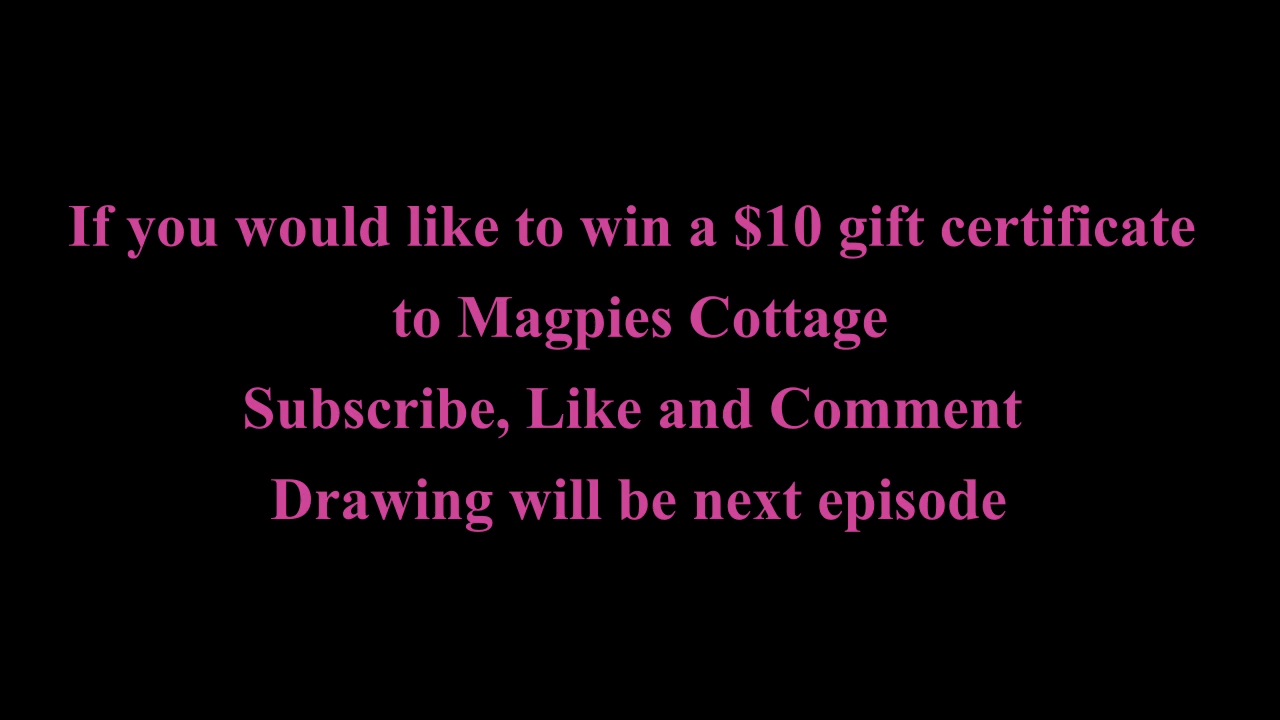 If you would like to win a $10 gift certificate
to Magpies Cottage
Subscribe, Like and Comment
Drawing will be next episode